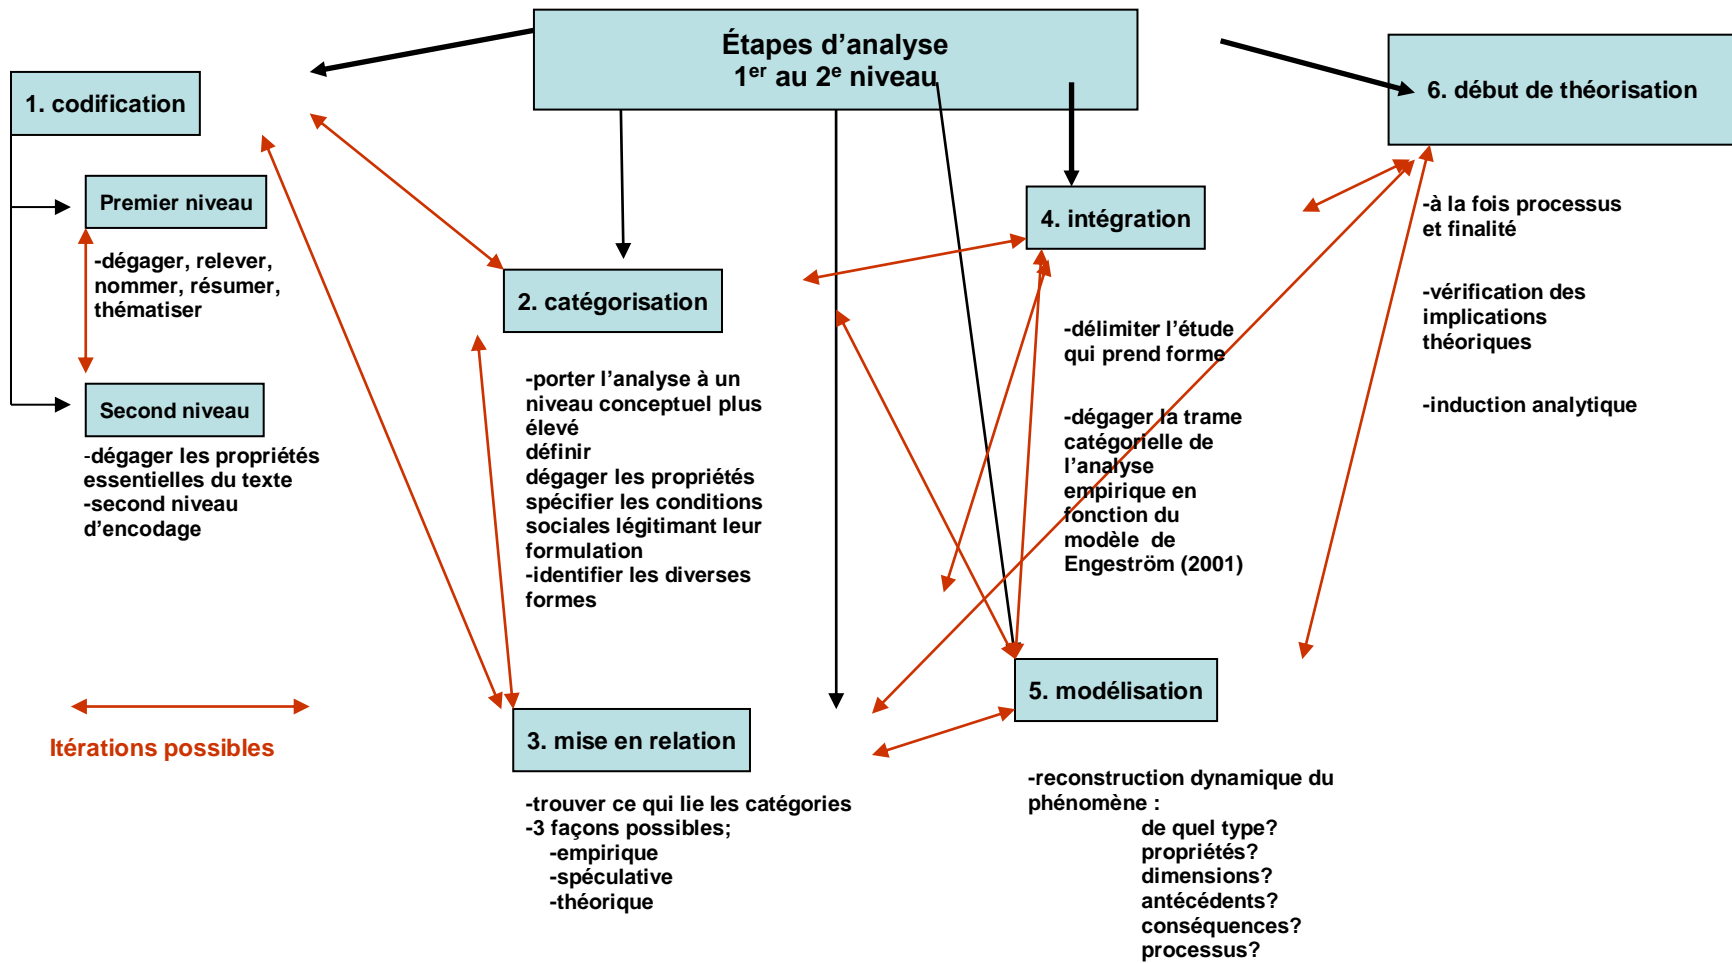 Étapes d’analyse
1er au 2e niveau
1. codification
Premier niveau
-dégager, relever,
nommer, résumer,
thématiser
Second niveau
-dégager les propriétés
essentielles du texte
-second niveau
d’encodage
Itérations possibles
2. catégorisation
-porter l’analyse à un
niveau conceptuel plus
élevé
définir
dégager les propriétés
spécifier les conditions
sociales légitimant leur
formulation
-identifier les diverses
formes
3. mise en relation
-trouver ce qui lie les catégories
-3 façons possibles;
-empirique
-spéculative
-théorique
4. intégration
-délimiter l’étude
qui prend forme
-dégager la trame
catégorielle de
l’analyse
empirique en
fonction du
modèle de
Engeström (2001)
5. modélisation
-reconstruction dynamique du
phénomène :
de quel type?
propriétés?
dimensions?
antécédents?
conséquences?
processus?
6. début de théorisation
-à la fois processus
et finalité
-vérification des
implications
théoriques
-induction analytique